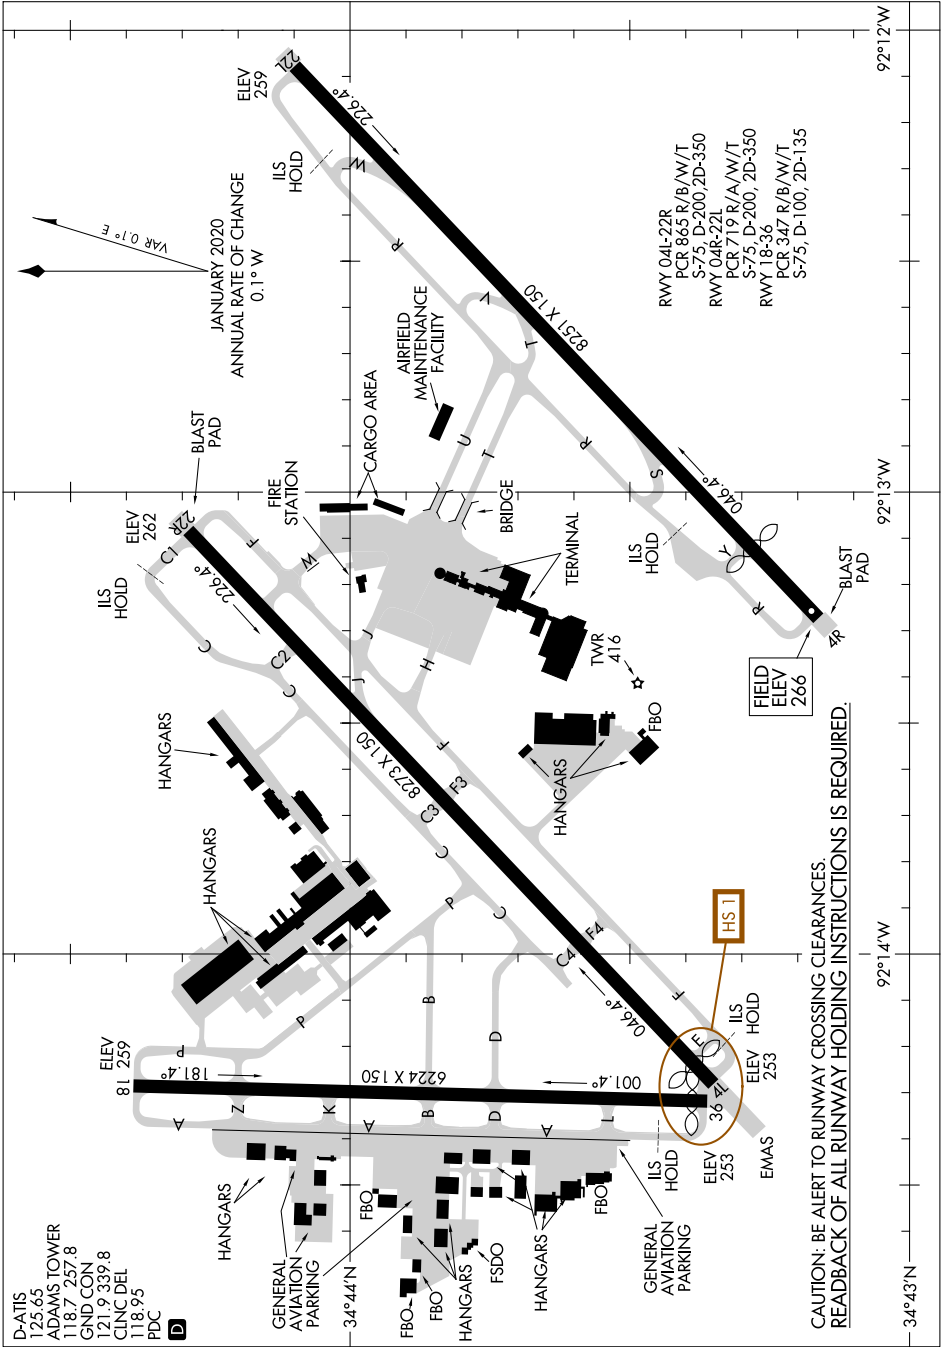 D-ATIS
125.65
ADAMS TOWER
118.7 257.8
GND CON
121.9 339.8
CLNC DEL
118.95
PDC
D
VAR 0.1° E
JANUARY 2020
ANNUAL RATE OF CHANGE
0.1° W
RWY 04L-22R
PCR 865 R/B/W/T
S-75, D-200, 2D-350
RWY 04R-22L
PCR 719 R/A/W/T
S-75, D-200, 2D-350
RWY 18-36
PCR 347 R/B/W/T
S-75, D-100, 2D-135
CAUTION: BE ALERT TO RUNWAY CROSSING CLEARANCES.
READBACK OF ALL RUNWAY HOLDING INSTRUCTIONS IS REQUIRED.
92°12'W
92°13'W
92°14'W
34°44'N
34°43'N
ELEV
259
22L
226.4°
ILS
HOLD
W
R
V
8251 X 150
T
R
S
046.4°
ILS
HOLD
Y
R
4R
BLAST
PAD
FIELD
ELEV
266
AIRFIELD
MAINTENANCE
FACILITY
CARGO AREA
U
T
BRIDGE
FIRE
STATION
TERMINAL
TWR
416
BLAST
PAD
ELEV
262
22R
C1
ILS
HOLD
226.4°
F
M
C
C2
C
J
J
H
8273 X 150
F
F3
C3
C
C
P
F4
C4
046.4°
F
HANGARS
HANGARS
HANGARS
FBO
HS 1
E
ILS
HOLD
4L
ELEV
253
EMAS
ELEV
259
18
181.4°
P
P
6224 X 150
001.4°
36
ELEV
253
ILS
HOLD
A
Z
K
A
B
B
D
D
A
L
HANGARS
GENERAL
AVIATION
PARKING
FBO
FBO
FBO
HANGARS
FSDO
HANGARS
FBO
GENERAL
AVIATION
PARKING